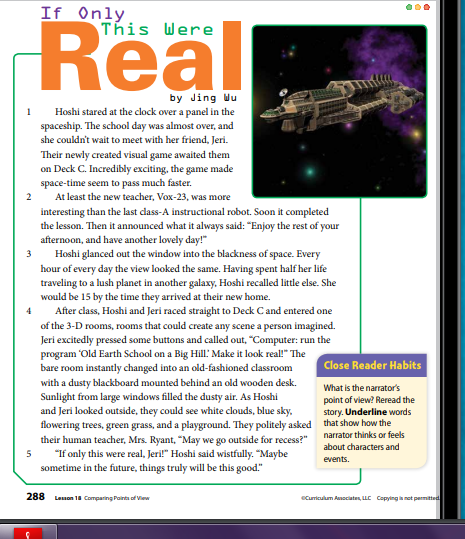 If Only
This Were
Real
by Jing Wu
1 Hoshi stared at the clock over a panel in the
spaceship. The school day was almost over, and
she couldn't wait to meet with her friend, Jeri.
Their newly created visual game awaited them
on Deck C. Incredibly exciting, the game made
space-time seem to pass much faster.
2 At least the new teacher, Vox-23, was more
interesting than the last class-A instructional robot. Soon it completed
the lesson. Then it announced what it always said: "Enjoy the rest of your
afternoon, and have another lovely day!"
3 Hoshi glanced out the window into the blackness of space. Every
hour of every day the view looked the same. Having spent half her life
traveling to a lush planet in another galaxy, Hoshi recalled little else. She
would be 15 by the time they arrived at their new home.
4 After class, Hoshi and Jeri raced straight to Deck C and entered one
of the 3-D rooms, rooms that could create any scene a person imagined.
Jeri excitedly pressed some buttons and called out, "Computer: run the
program 'Old Earth School on a Big Hill.' Make it look real!" The
bare room instantly changed into an old-fashioned classroom
with a dusty blackboard mounted behind an old wooden desk.
Sunlight from large windows filled the dusty air. As Hoshi
and Jeri looked outside, they could see white clouds, blue sky,
flowering trees, green grass, and a playground. They politely asked
their human teacher, Mrs. Ryant, "May we go outside for recess?"
5 "If only this were real, Jeri!" Hoshi said wistfully. "Maybe
sometime in the future, things truly will be this good."
Close Reader Habits
What is the narrator's
point of view? Reread the
story. Underline words
that show how the
narrator thinks or feels
about characters and
events.
288 Lesson 18 Comparing Points of View
©Curriculum Associates, LLC Copying is not permitted.